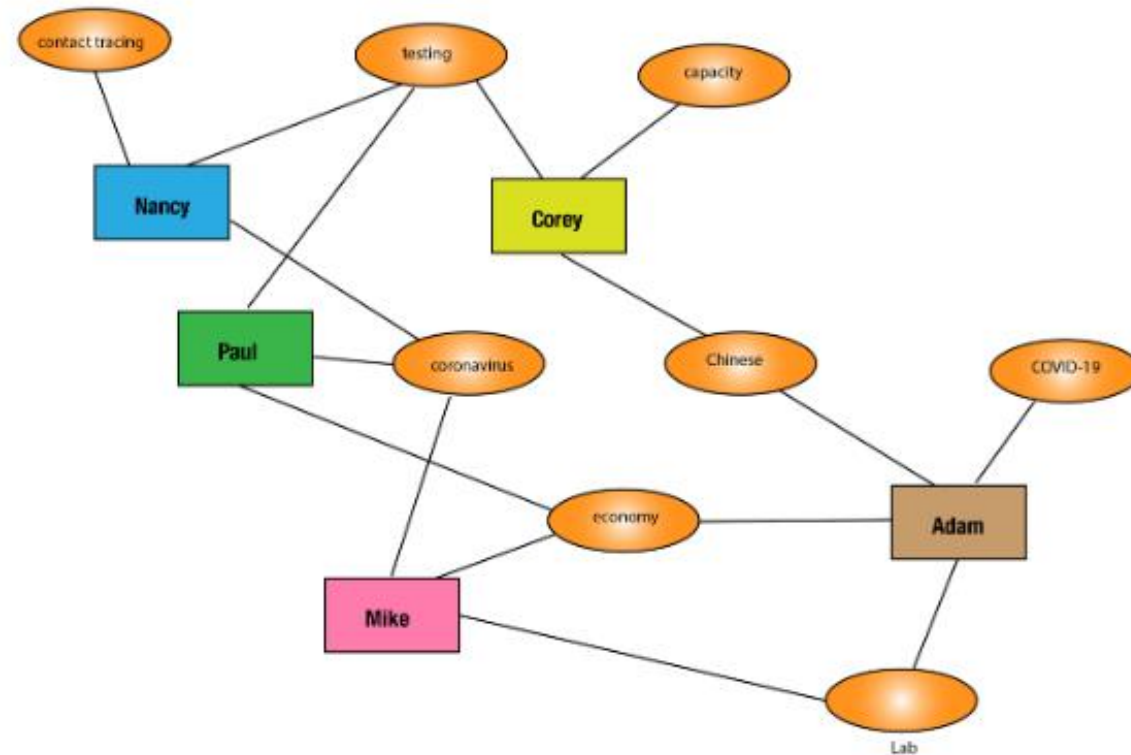 contact tracing
testing
capacity
Nancy
Corey
Paul
coronavirus
Chinese
COVID-19
economy
Adam
Mike
Lab